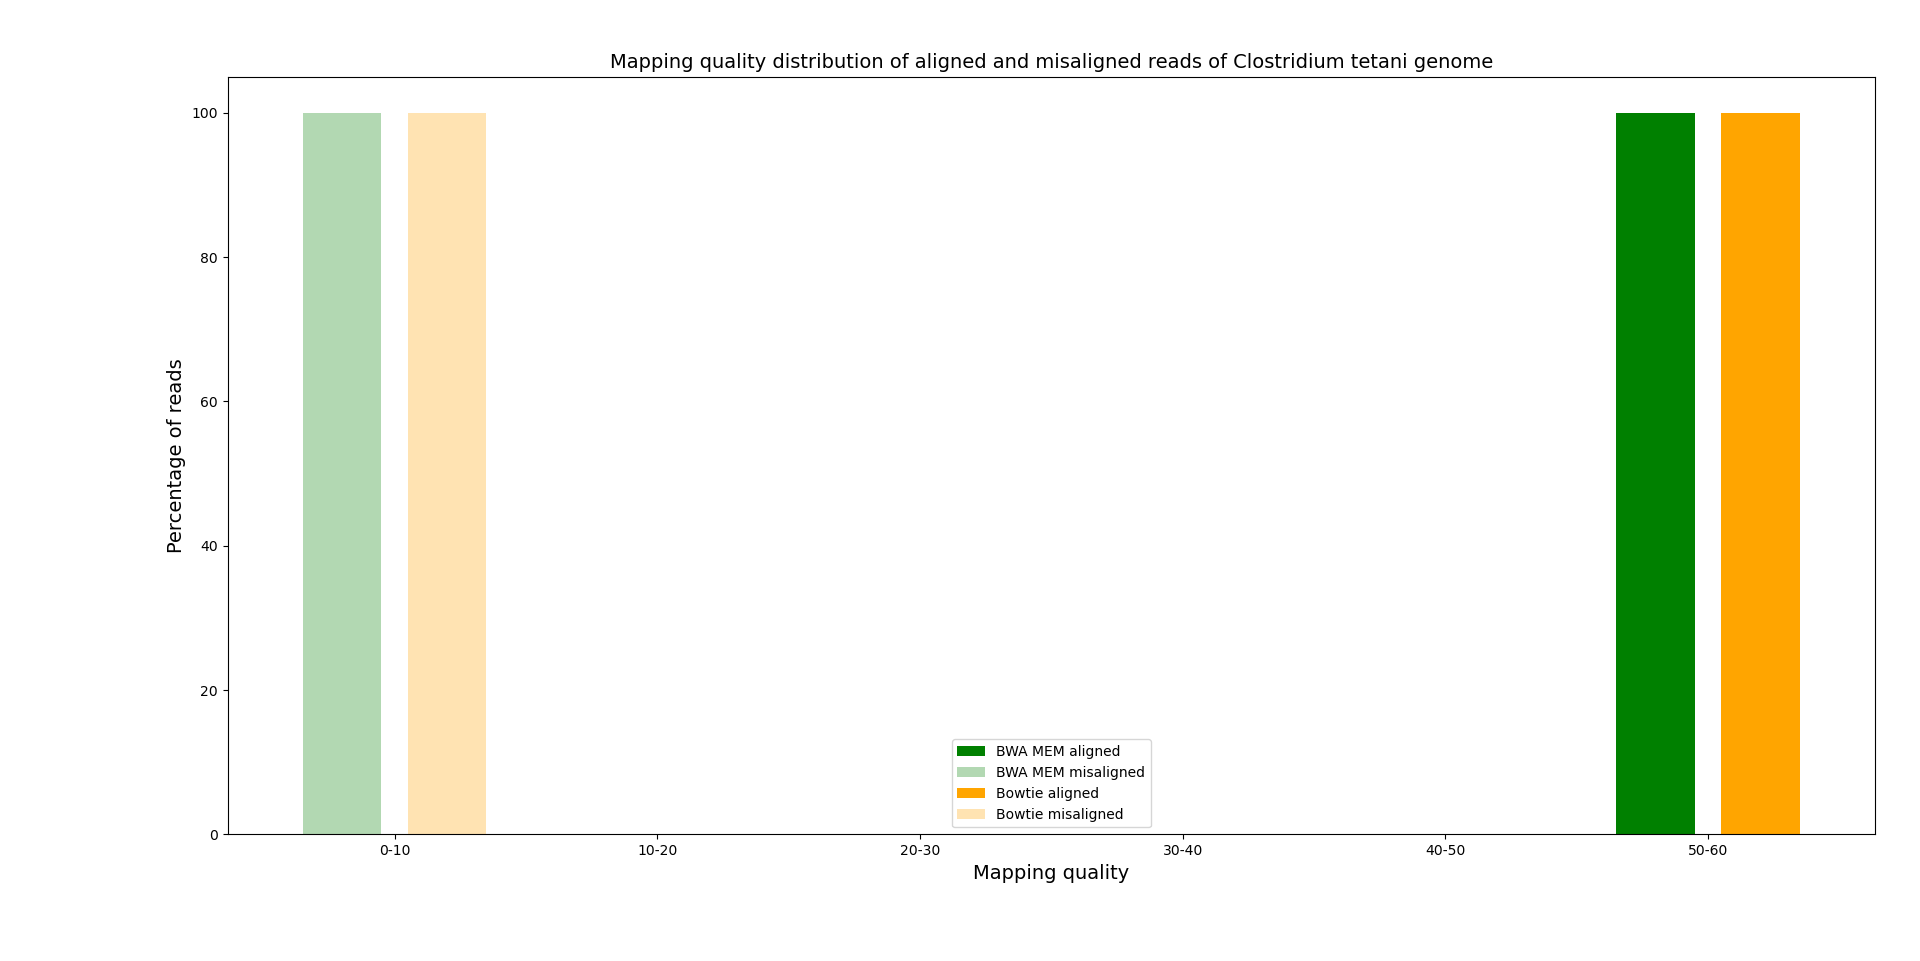 Mapping quality distribution of aligned and misaligned reads of Clostridium tetani genome
Percentage of reads
100
80
60
40
20
0
BWA MEM aligned
BWA MEM misaligned
Bowtie aligned
Bowtie misaligned
0-10 10-20 20-30 30-40 40-50 50-60
Mapping quality